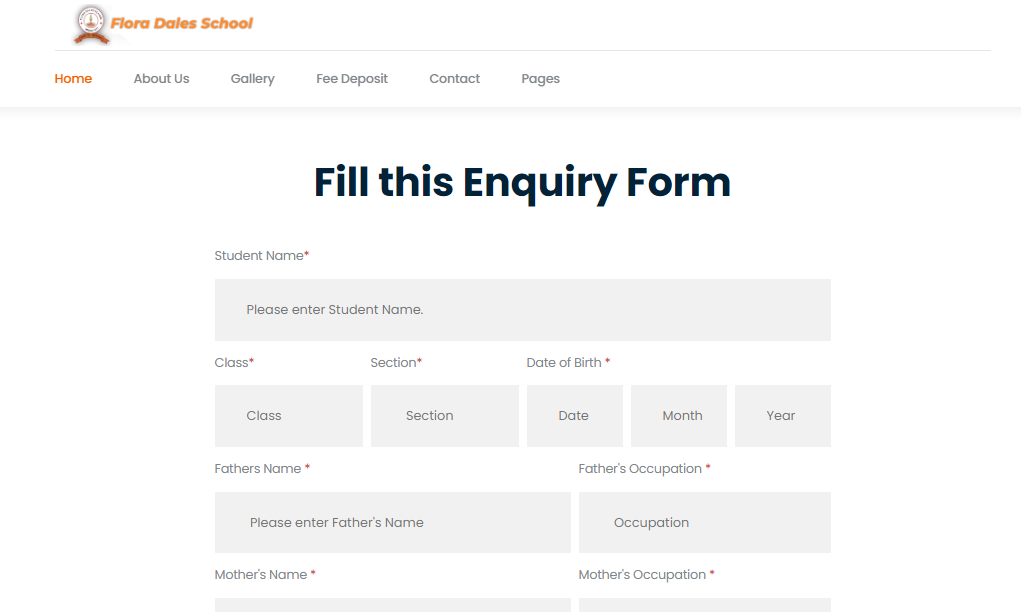 Flora Dales School
Home About Us Gallery Fee Deposit Contact Pages
Fill this Enquiry Form
Student Name*
Please enter Student Name.
Class* Section* Date of Birth *
Class Section Date Month Year
Fathers Name * Father's Occupation *
Please enter Father's Name Occupation
Mother's Name * Mother's Occupation *